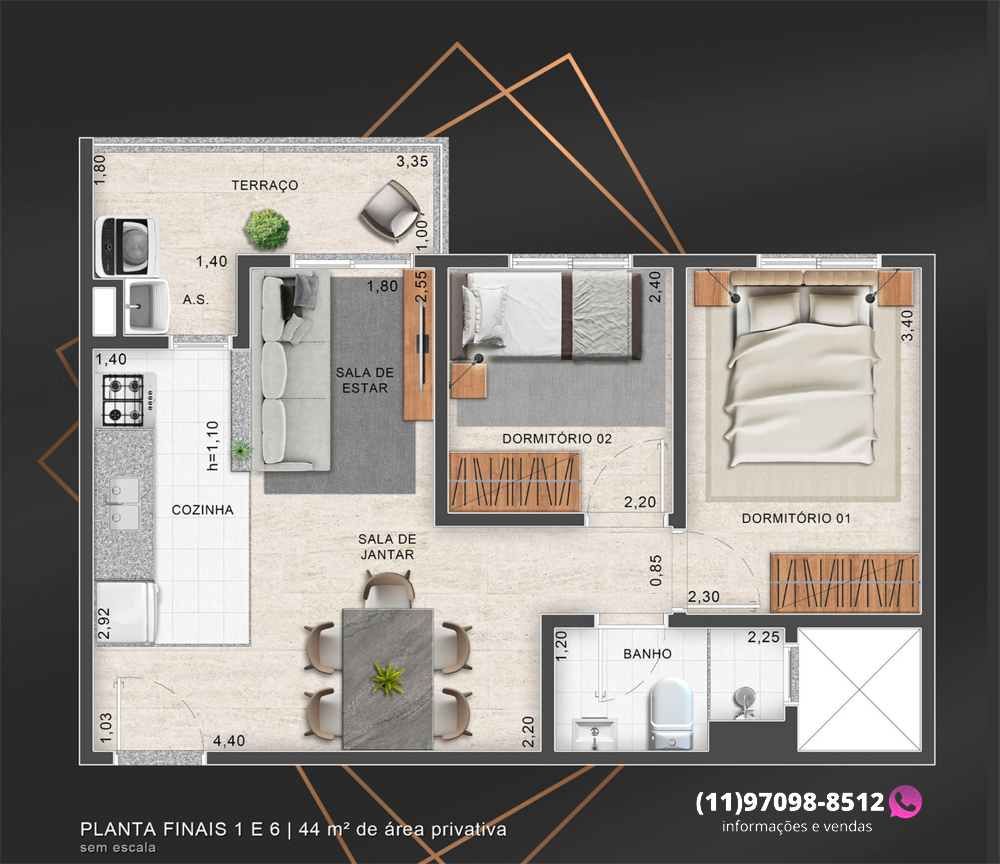 1,80
3,35
TERRAÇO
1,00
1,40
A.S.
1,80
2,55
2,40
3,40
1,40
SALA DE
ESTAR
h=1,10
DORMITÓRIO 02
2,20
COZINHA
DORMITÓRIO 01
SALA DE
JANTAR
0,85
2,30
2,92
1,20
BANHO
2,25
1,03
4,40
2,20
(11)97098-8512
informações e vendas
PLANTA FINAIS 1 E 6 | 44 m² de área privativa
sem escala